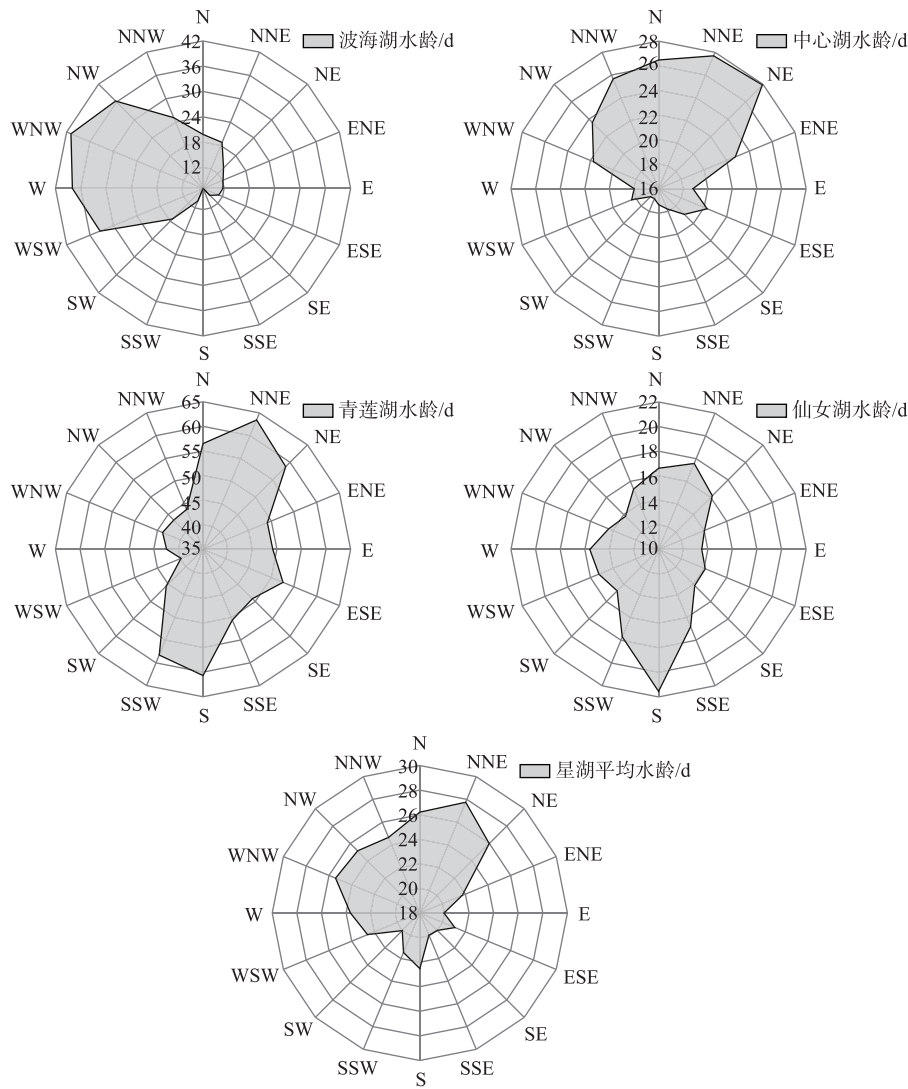 N
NNE
NE
ENE
E
ESE
SE
SSE
S
SSW
SW
WSW
W
WNW
NW
NNW
42
36
30
24
18
12
波海湖水龄/d
N
NNE
NE
ENE
E
ESE
SE
SSE
S
SSW
SW
WSW
W
WNW
NW
NNW
28
26
24
22
20
18
16
中心湖水龄/d
N
NNE
NE
ENE
E
ESE
SE
SSE
S
SSW
SW
WSW
W
WNW
NW
NNW
65
60
55
50
45
40
35
青莲湖水龄/d
N
NNE
NE
ENE
E
ESE
SE
SSE
S
SSW
SW
WSW
W
WNW
NW
NNW
22
20
18
16
14
12
10
仙女湖水龄/d
N
NNE
NE
ENE
E
ESE
SE
SSE
S
SSW
SW
WSW
W
WNW
NW
NNW
30
28
26
24
22
20
18
星湖平均水龄/d